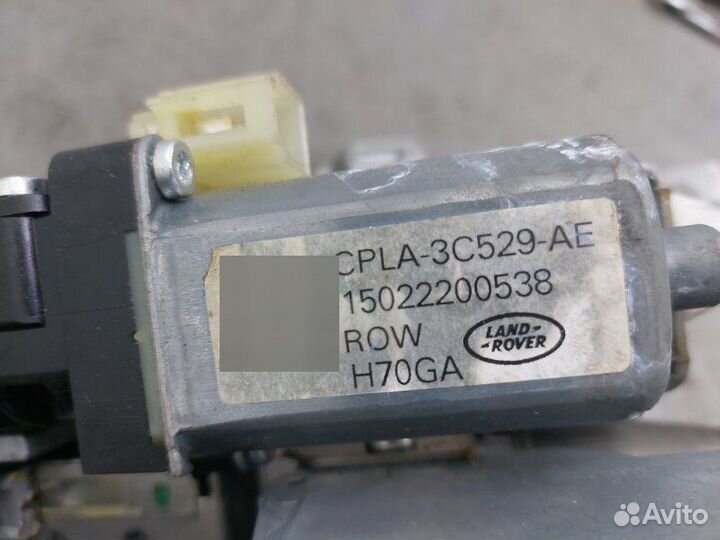 CPLA-3C529-AE
15022200538
ROW
H70GA
LAND-
-ROVER
Avito